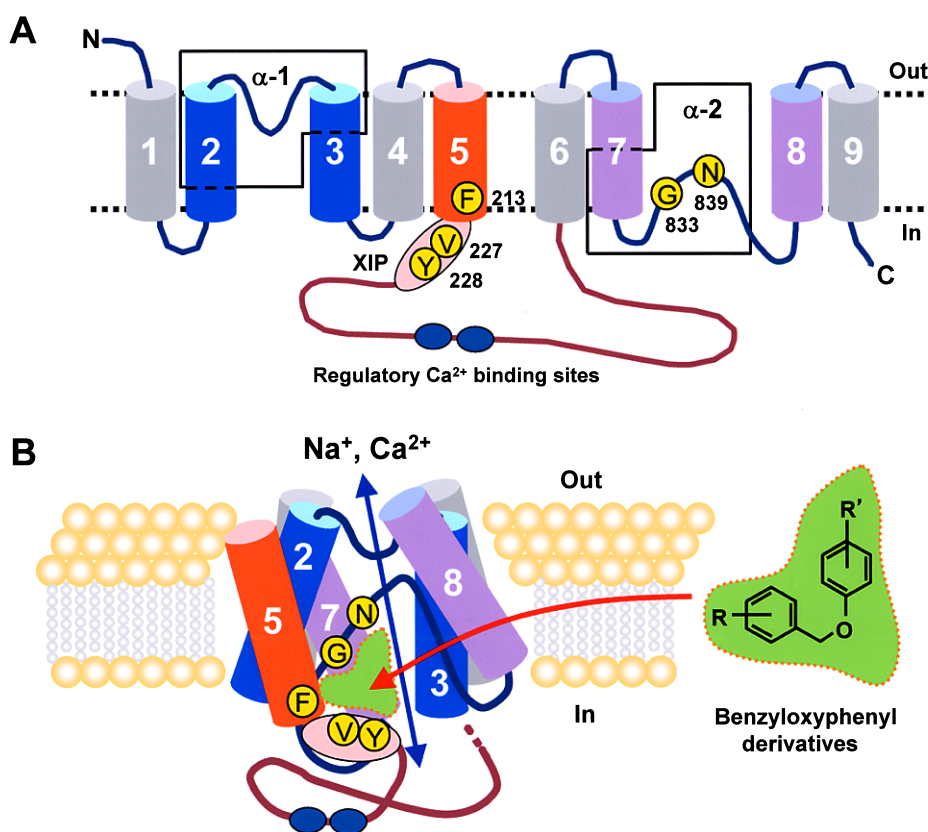 A
N
α-1
α-2
Out
1
2
3
4
5
6
7
8
9
F
213
G
N
833
839
In
XIP
V
227
Y
228
C
Regulatory Ca²⁺ binding sites
B
Na⁺, Ca²⁺
Out
2
8
5
7
N
G
3
F
V
Y
In
R'
R
O
Benzyloxyphenyl
derivatives